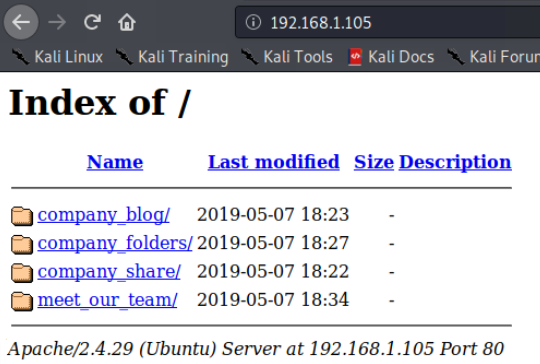 192.168.1.105
Kali Linux Kali Training Kali Tools Kali Docs Kali Forum
Index of /
Name Last modified Size Description
company_blog/ 2019-05-07 18:23 -
company_folders/ 2019-05-07 18:27 -
company_share/ 2019-05-07 18:22 -
meet_our_team/ 2019-05-07 18:34 -
Apache/2.4.29 (Ubuntu) Server at 192.168.1.105 Port 80